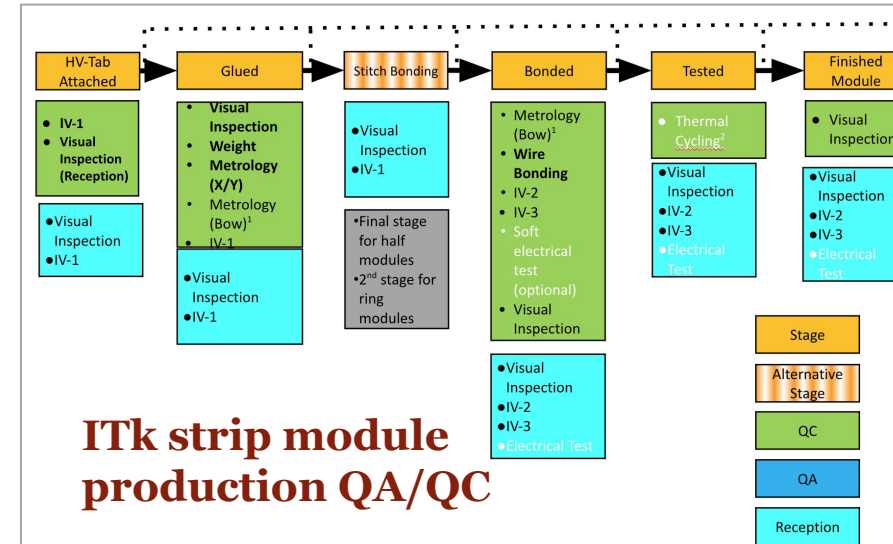 HV-Tab
Attached
Glued
Stitch Bonding
Bonded
Tested
Finished
Module
● IV-1
● Visual
Inspection
(Reception)
●Visual
Inspection
●IV-1
• Visual
Inspection
• Weight
• Metrology
(X/Y)
• Metrology
(Bow)¹
• IV-1
●Visual
Inspection
●IV-1
●Visual
Inspection
●IV-1
•Final stage
for half
modules
•2nd stage for
ring
modules
• Metrology
(Bow)¹
• Wire
Bonding
• IV-2
• IV-3
• Soft
electrical
test
(optional)
• Visual
Inspection
●Visual
Inspection
●IV-2
●IV-3
●Electrical Test
● Thermal
Cycling²
●Visual
Inspection
●IV-2
●IV-3
●Electrical
Test
● Visual
Inspection
●Visual
Inspection
●IV-2
●IV-3
●Electrical
Test
Stage
Alternative
Stage
QC
QA
Reception
ITk strip module
production QA/QC